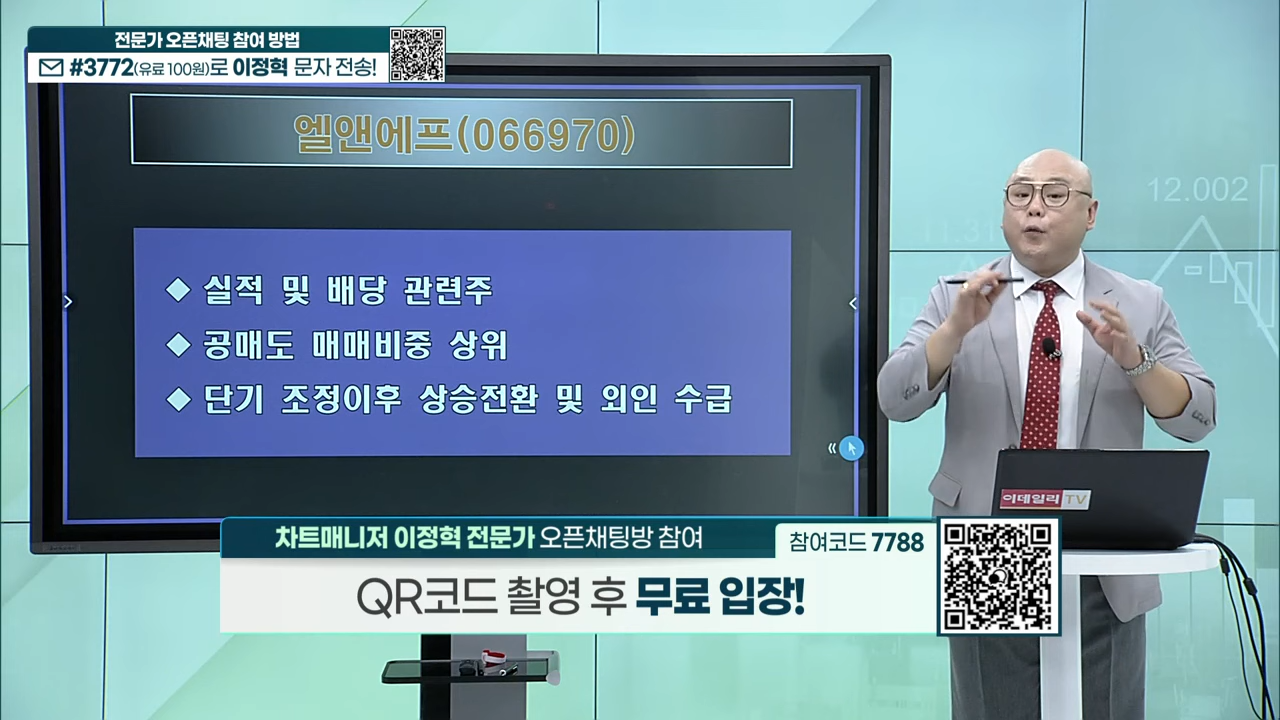 전문가 오픈채팅 참여 방법
#3772(유료 100원)로 이정혁 문자 전송!
엘앤에프(066970)
◆ 실적 및 배당 관련주
◆ 공매도 매매비중 상위
◆ 단기 조정이후 상승전환 및 외인 수급
12.002
11.31
이데일리TV
차트매니저 이정혁 전문가 오픈채팅방 참여
참여코드 7788
QR코드 촬영 후 무료 입장!